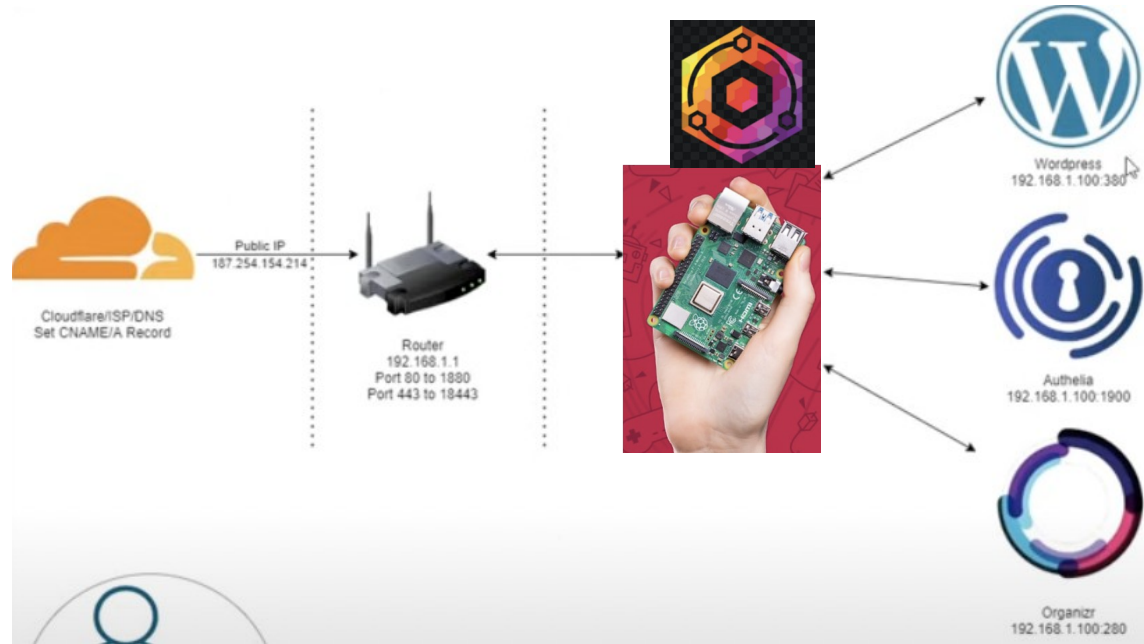 Public IP
187.254.154.214
Cloudflare/ISP/DNS
Set CNAME/A Record
Router
192.168.1.1
Port 80 to 1880
Port 443 to 18443
Wordpress
192.168.1.100:380
Authelia
192.168.1.100:1900
Organizr
192.168.1.100:280